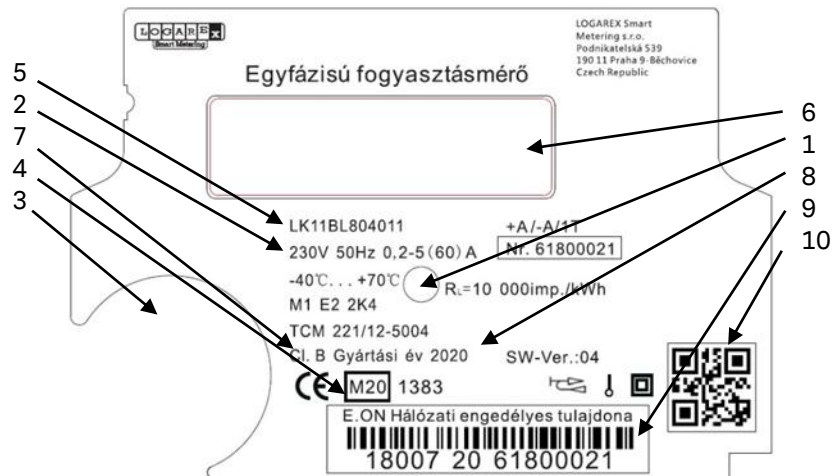 LOGAREX
Smart Metering
LOGAREX Smart
Metering s.r.o.
Podnikatelská 539
190 11 Praha 9-Běchovice
Czech Republic
Egyfázisú fogyasztásmérő
5
2
7
4
3
6
1
8
9
10
LK11BL804011 +A/-A/1T
230V 50Hz 0,2-5(60)A Nr. 61800021
-40℃...+70℃ RL=10 000imp./kWh
M1 E2 2K4
TCM 221/12-5004
Cl. B Gyártási év 2020 SW-Ver.:04
CE M20 1383
E.ON Hálózati engedélyes tulajdona
18007 20 61800021